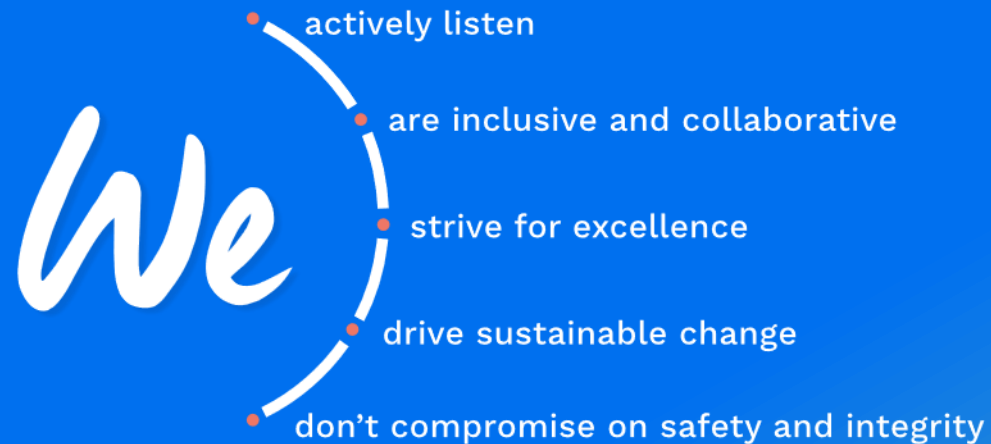 We
actively listen
are inclusive and collaborative
strive for excellence
drive sustainable change
don’t compromise on safety and integrity